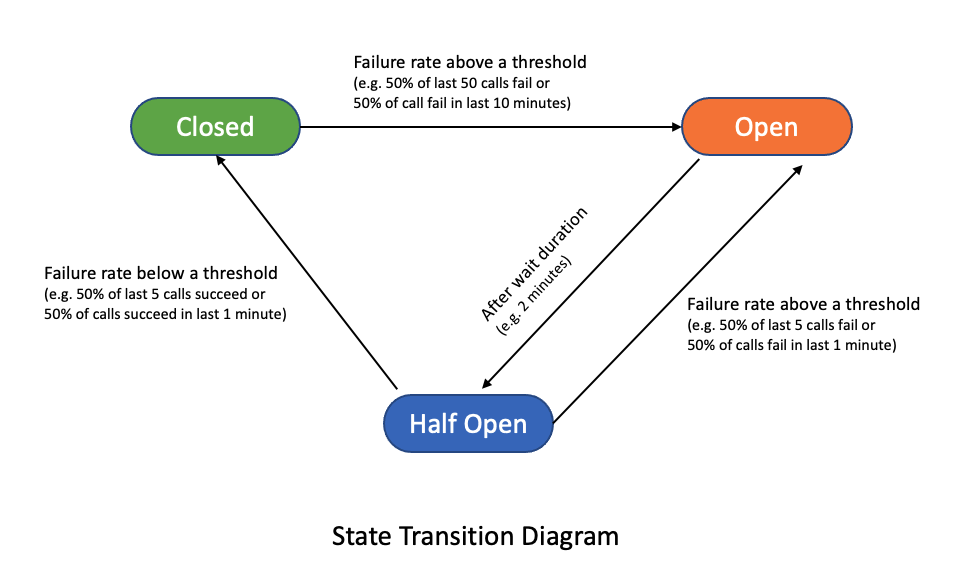 Failure rate above a threshold
(e.g. 50% of last 50 calls fail or
50% of call fail in last 10 minutes)
Closed
Open
After wait duration
(e.g. 2 minutes)
Failure rate below a threshold
(e.g. 50% of last 5 calls succeed or
50% of calls succeed in last 1 minute)
Failure rate above a threshold
(e.g. 50% of last 5 calls fail or
50% of calls fail in last 1 minute)
Half Open
State Transition Diagram